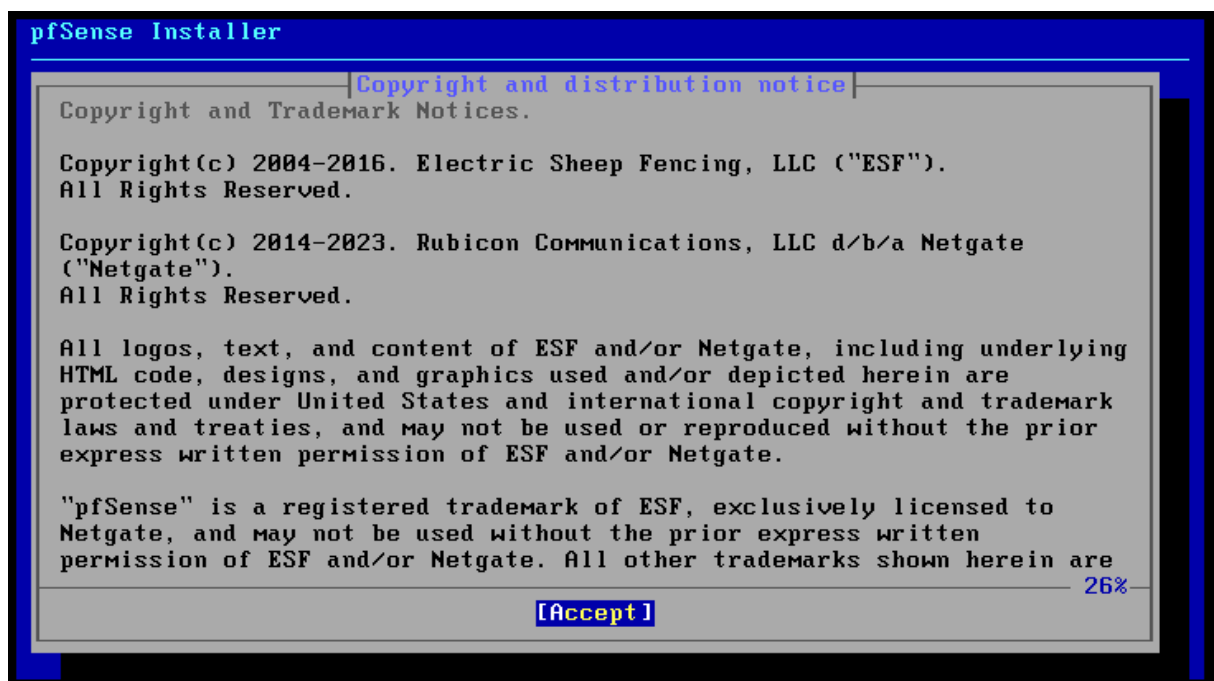 pfSense Installer
Copyright and distribution notice
Copyright and Trademark Notices.
Copyright(c) 2004-2016. Electric Sheep Fencing, LLC ("ESF").
All Rights Reserved.
Copyright(c) 2014-2023. Rubicon Communications, LLC d/b/a Netgate
("Netgate").
All Rights Reserved.
All logos, text, and content of ESF and/or Netgate, including underlying
HTML code, designs, and graphics used and/or depicted herein are
protected under United States and international copyright and trademark
laws and treaties, and may not be used or reproduced without the prior
express written permission of ESF and/or Netgate.
"pfSense" is a registered trademark of ESF, exclusively licensed to
Netgate, and may not be used without the prior express written
permission of ESF and/or Netgate. All other trademarks shown herein are
26%
[Accept]